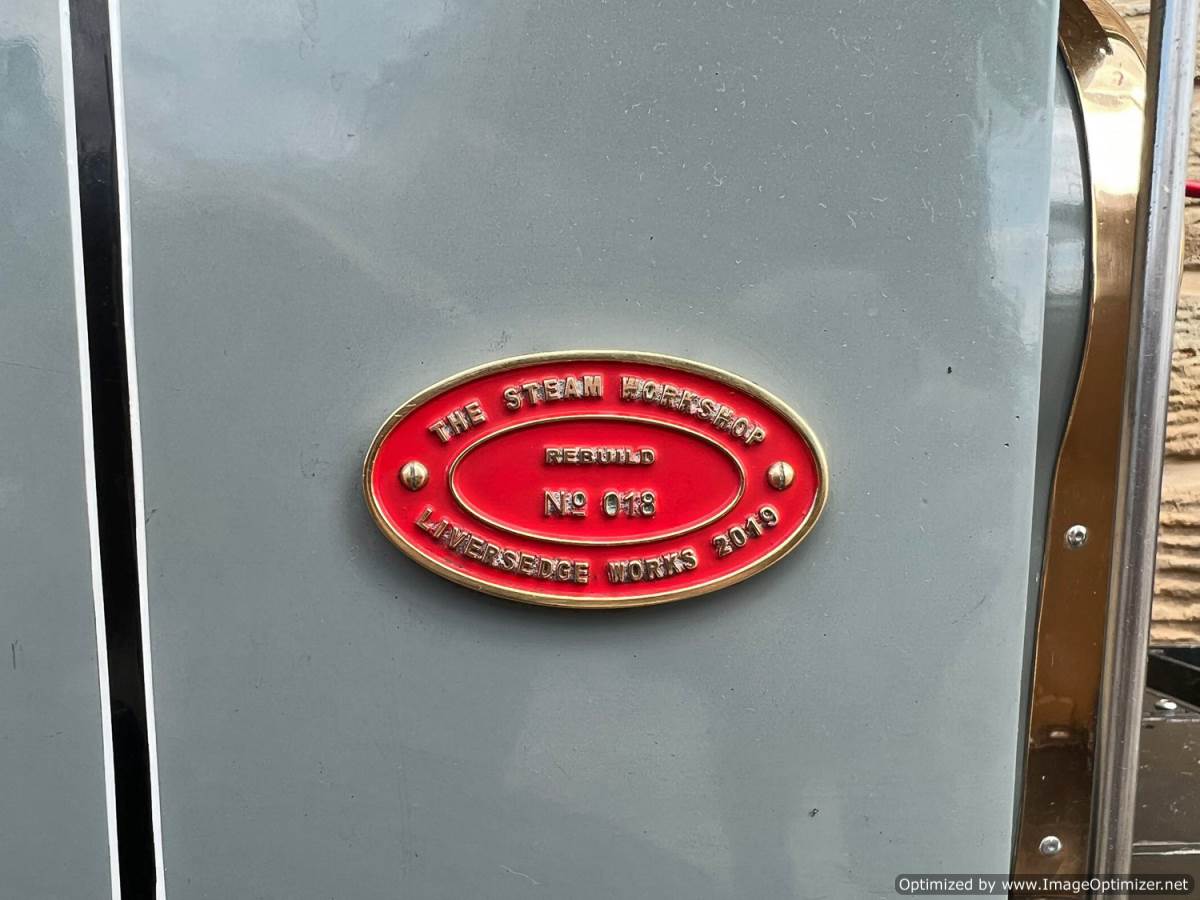 THE STEAM WORKSHOP
REBUILD
Nº 018
LIVERSEDGE WORKS 2019
Optimized by www.ImageOptimizer.net